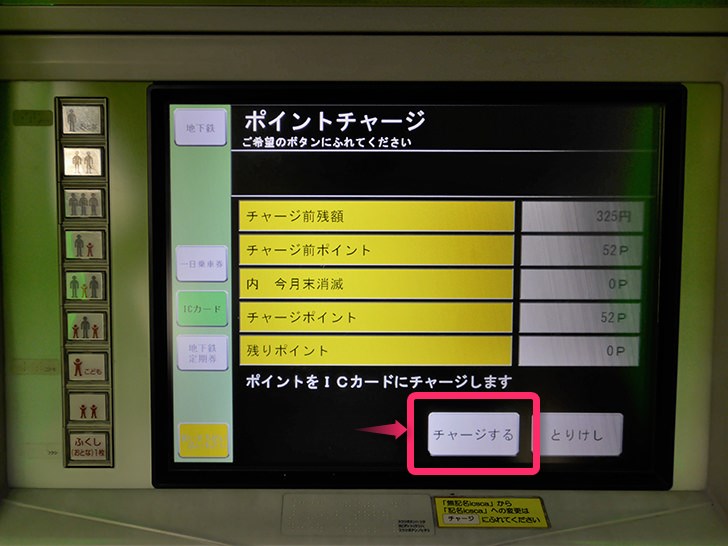 ポイントチャージ
ご希望のボタンにふれてください
地下鉄
チャージ前残額 325円
チャージ前ポイント 52P
内 今月末消滅 0P
チャージポイント 52P
残りポイント 0P
ポイントをICカードにチャージします
チャージする
とりけし
一日乗車券
ICカード
地下鉄
定期券
こども
ふくし
(おとな)1枚
「無記名icsca」から
「記名icsca」への変更は
チャージ にふれてください